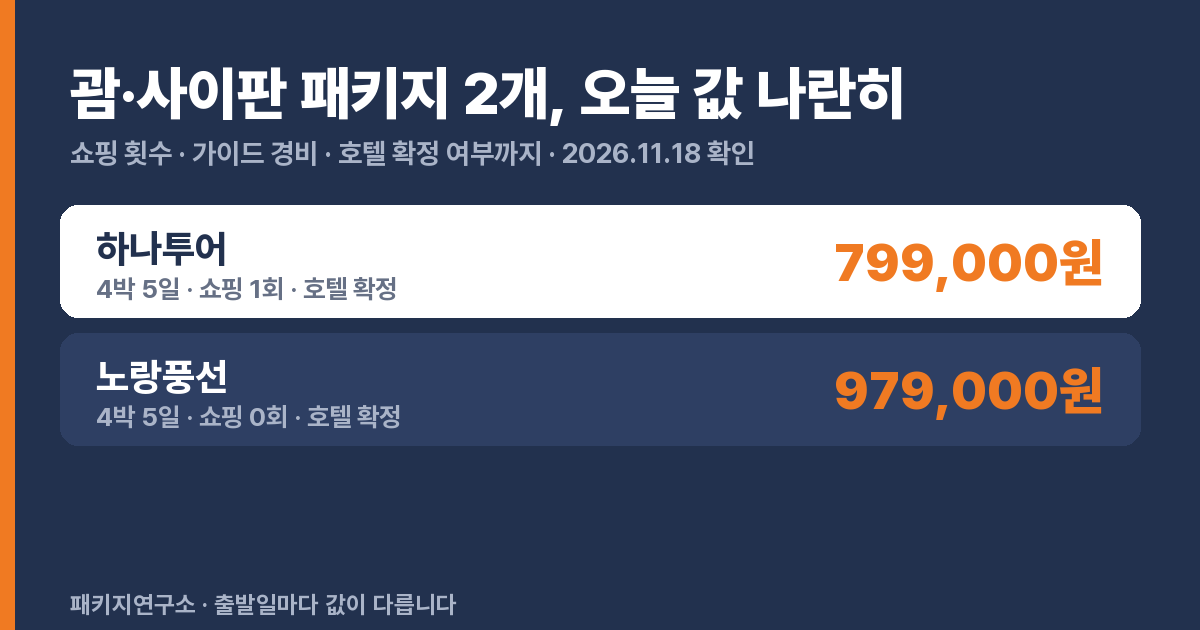 괌·사이판 패키지 2개, 오늘 값 나란히
쇼핑 횟수 · 가이드 경비 · 호텔 확정 여부까지 · 2026.11.18 확인
하나투어
799,000원
4박 5일 · 쇼핑 1회 · 호텔 확정
노랑풍선
979,000원
4박 5일 · 쇼핑 0회 · 호텔 확정
패키지연구소 · 출발일마다 값이 다릅니다